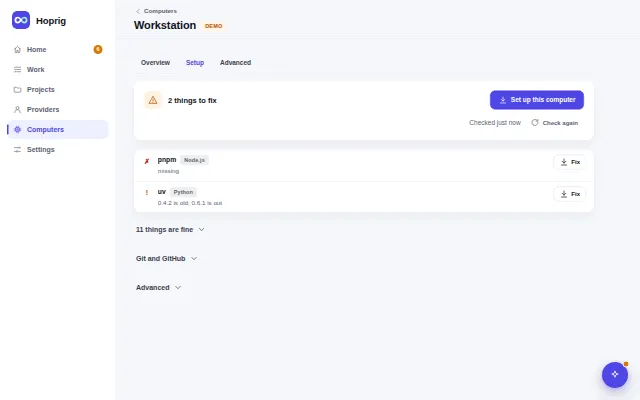 Hoprig
Home
6
Work
Projects
Providers
Computers
Settings
Computers
Workstation DEMO
Overview Setup Advanced
2 things to fix
Set up this computer
Checked just now Check again
✗ pnpm Node.js
missing
Fix
! uv Python
0.4.2 is old; 0.6.1 is out
Fix
11 things are fine
Git and GitHub
Advanced